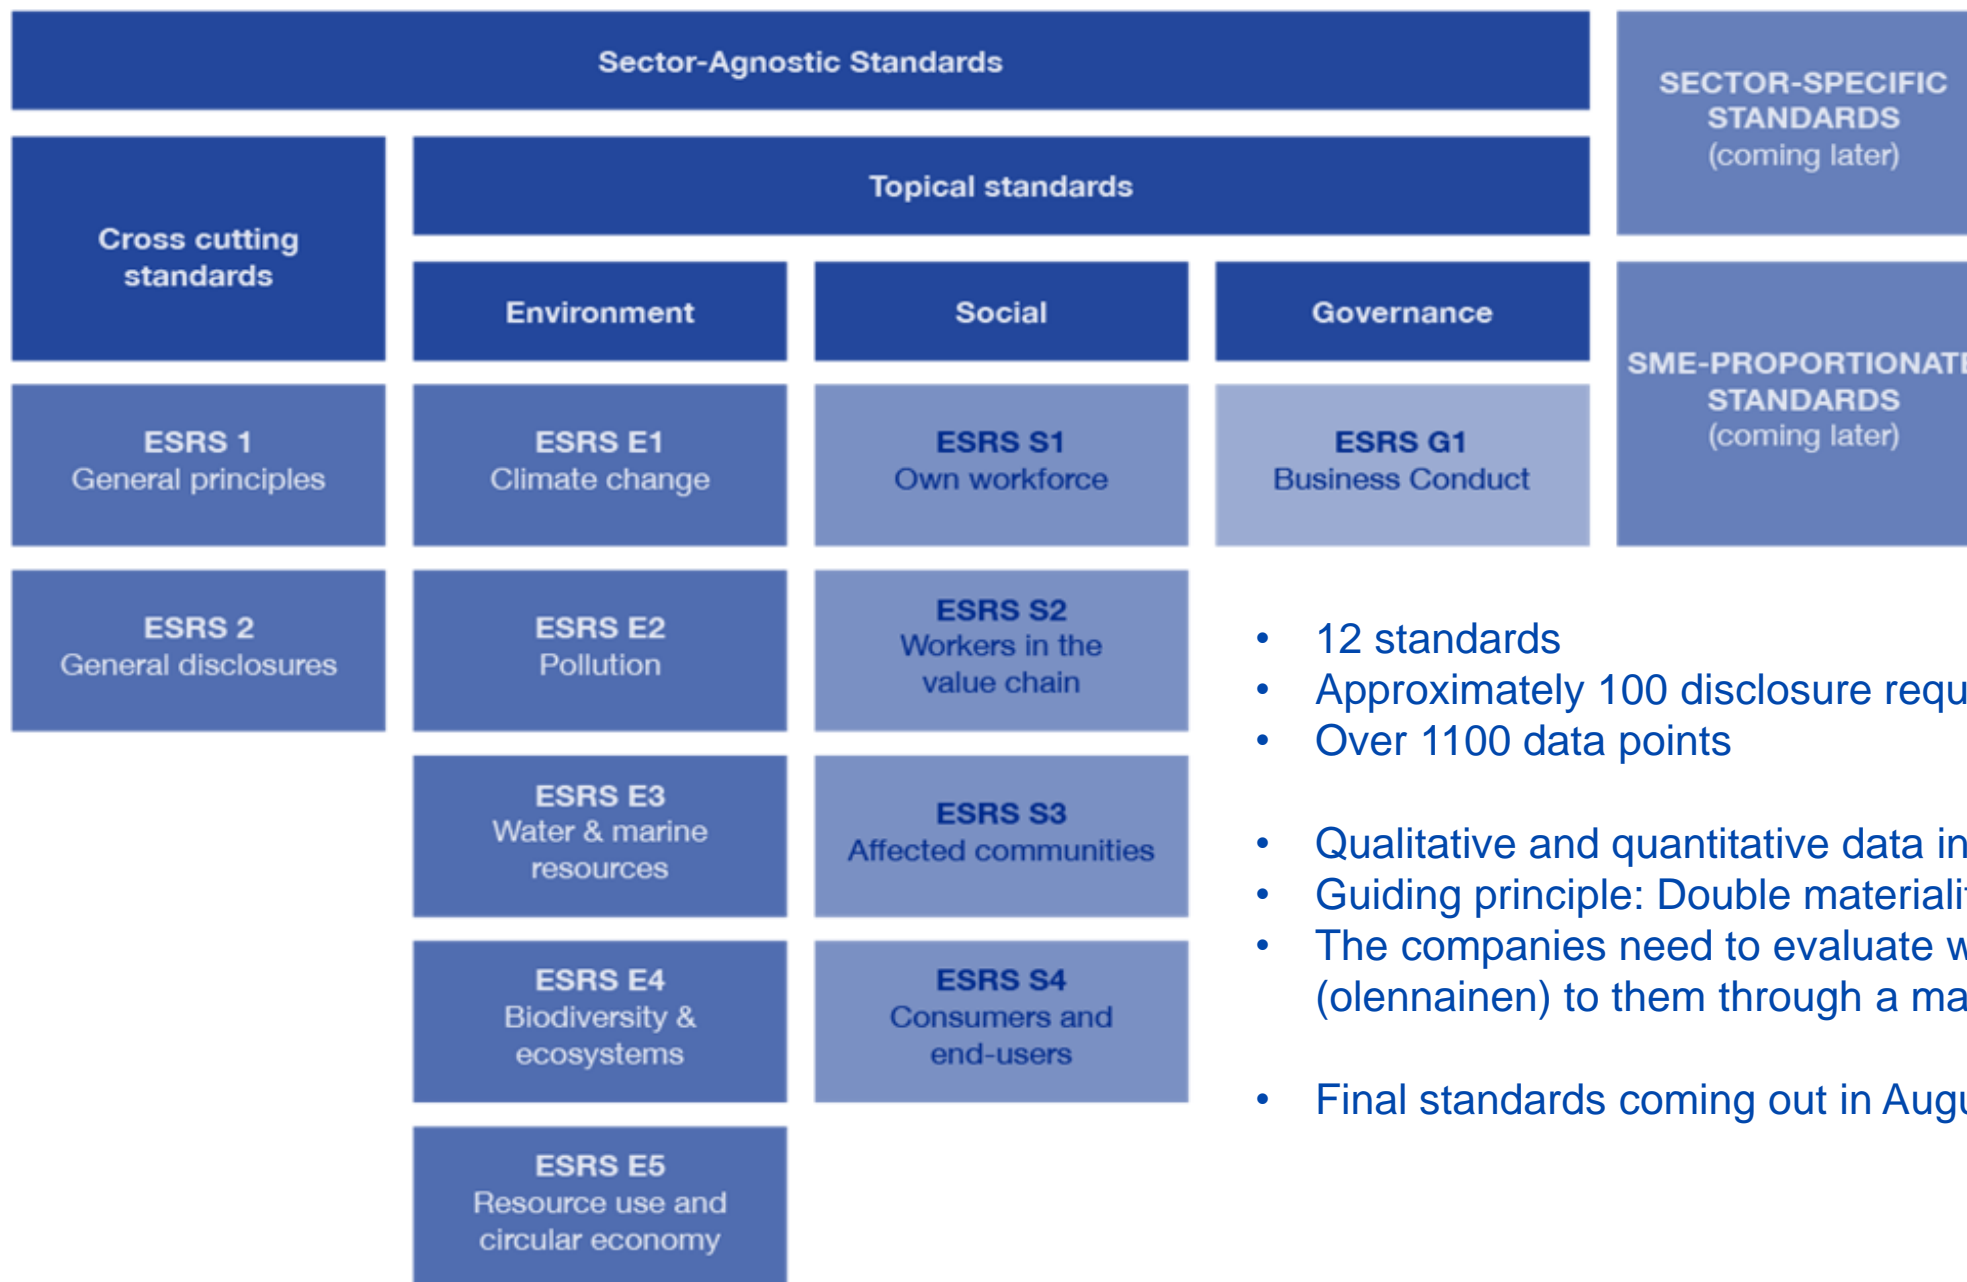 Sector-Agnostic Standards
SECTOR-SPECIFIC
STANDARDS
(coming later)
Cross cutting
standards
Topical standards
Environment
Social
Governance
SME-PROPORTIONATE
STANDARDS
(coming later)
ESRS 1
General principles
ESRS E1
Climate change
ESRS S1
Own workforce
ESRS G1
Business Conduct
ESRS 2
General disclosures
ESRS E2
Pollution
ESRS S2
Workers in the
value chain
ESRS E3
Water & marine
resources
ESRS S3
Affected communities
ESRS E4
Biodiversity &
ecosystems
ESRS S4
Consumers and
end-users
ESRS E5
Resource use and
circular economy
• 12 standards
• Approximately 100 disclosure
• Over 1100 data points
• Qualitative and quantitative data
• Guiding principle: Double
• The companies need to evaluate
(olennainen) to them through a
• Final standards coming out in